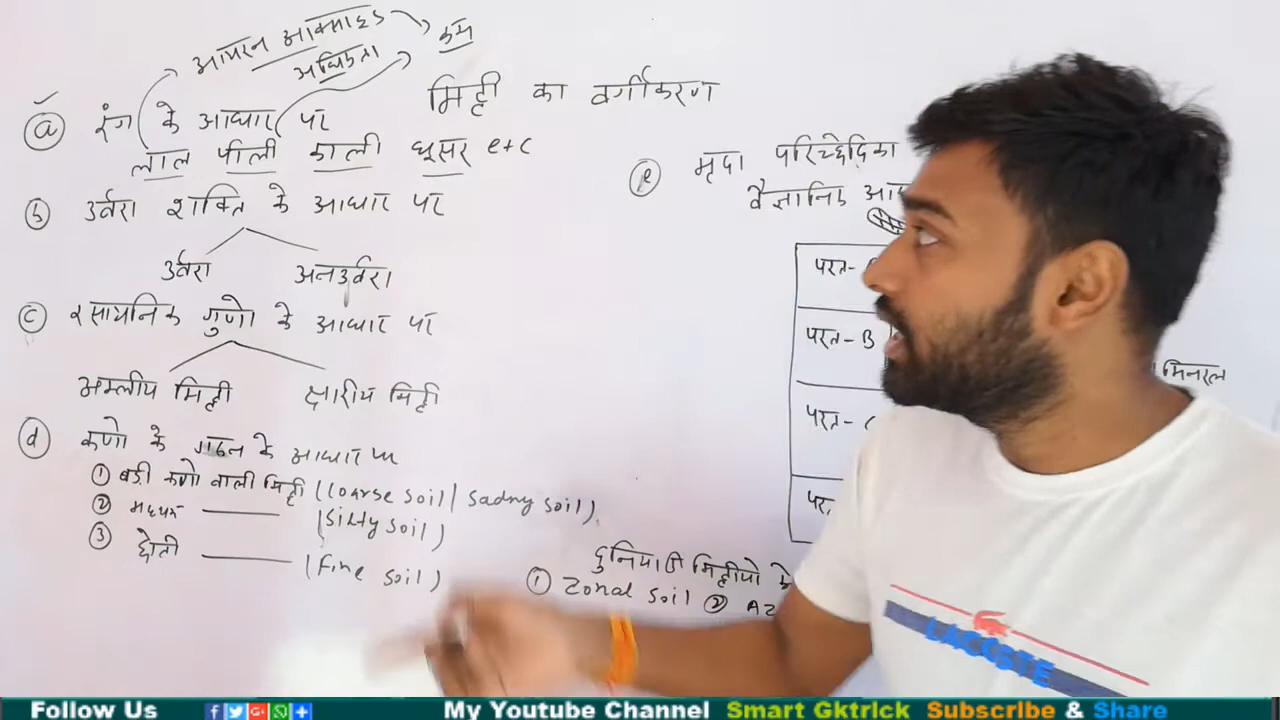 आयरन आक्साइड
अधिकता
कम
मिट्टी का वर्गीकरण
a रंग के आधार पर
लाल पीली काली धूसर etc
b उर्वरा शक्ति के आधार पर
उर्वरा अनउर्वरा
c रसायनिक गुणो के आधार पर
अम्लीय मिट्टी क्षारीय मिट्टी
d कणो के गठन के आधार पर
① बडी कणो वाली मिट्टी (Coarse soil | Sadny soil)
② मध्यम (Silty soil)
③ छोटी (Fine soil)
e मृदा परिच्छेदिका
वैज्ञानिक
परत-
परत-B
परत-C
परत-
मिनरल
दुनिया की मिट्टीयो के
① Zonal soil ② Az
LACOSTE
Follow Us
My Youtube Channel Smart Gktrick Subscribe & Share